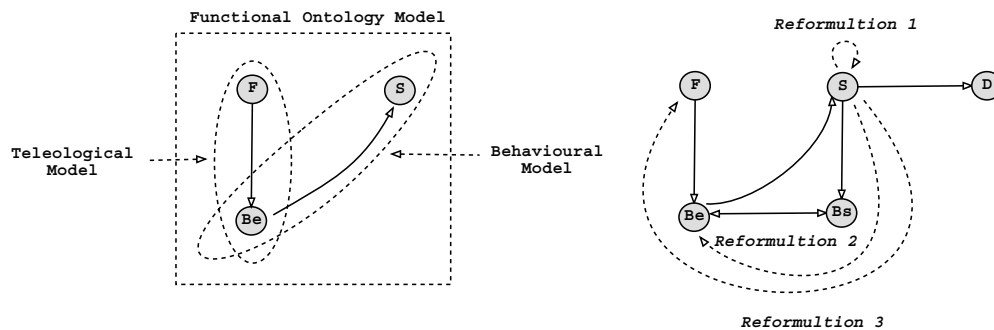 Functional Ontology Model
F
S
Teleological
Model
Behavioural
Model
Be
Reformultion 1
F
S
D
Be
Bs
Reformultion 2
Reformultion 3